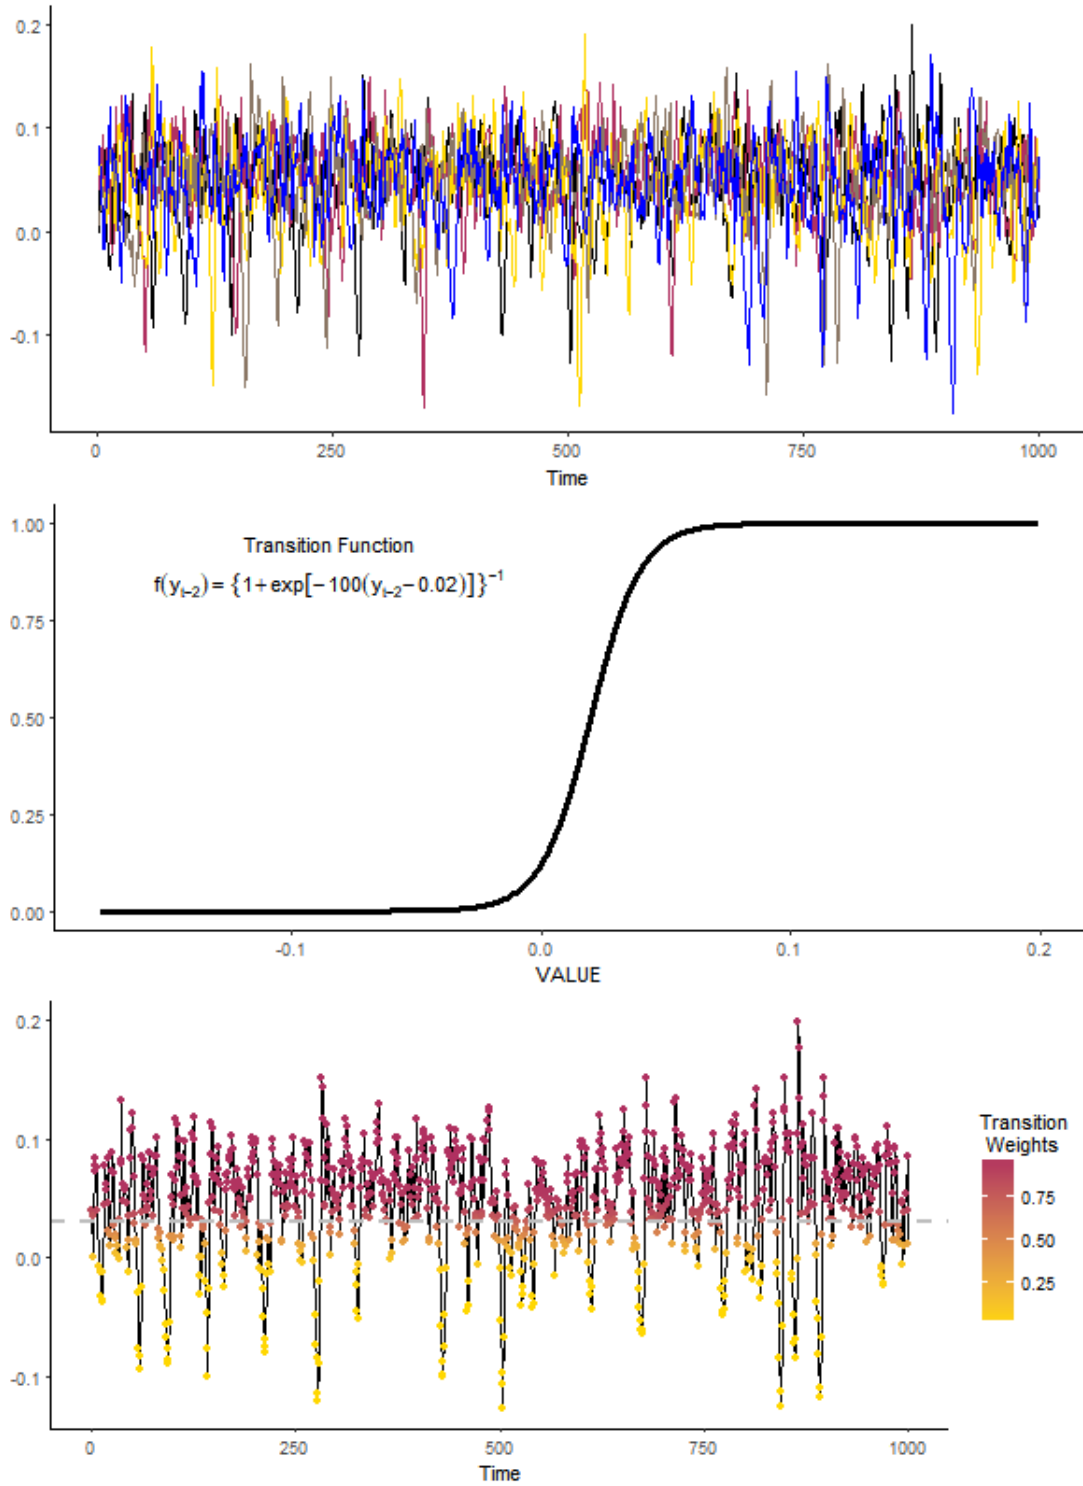 0.2
0.1
0.0
-0.1
0 250 500 750 1000
Time
1.00
Transition Function
f(yt−2) = {1+exp[−100(yt−2−0.02)]}−1
0.75
0.50
0.25
0.00
-0.1 0.0 0.1 0.2
VALUE
0.2
0.1
Transition
Weights
0.75
0.50
0.25
0.0
-0.1
0 250 500 750 1000
Time